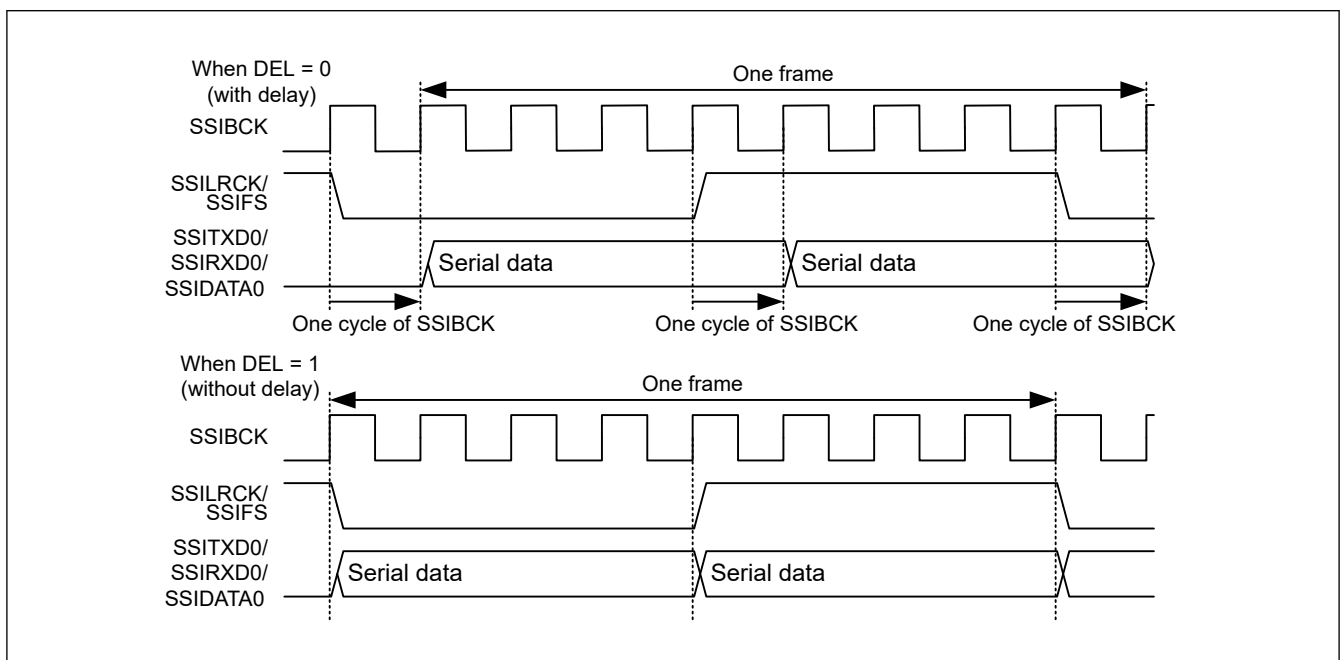 When DEL = 0
(with delay)
One frame
SSIBCK
SSILRCK/
SSIFS
SSITXD0/
SSIRXD0/
SSIDATA0
Serial data
Serial data
One cycle of SSIBCK
One cycle of SSIBCK
One cycle of SSIBCK
When DEL = 1
(without delay)
One frame
SSIBCK
SSILRCK/
SSIFS
SSITXD0/
SSIRXD0/
SSIDATA0
Serial data
Serial data